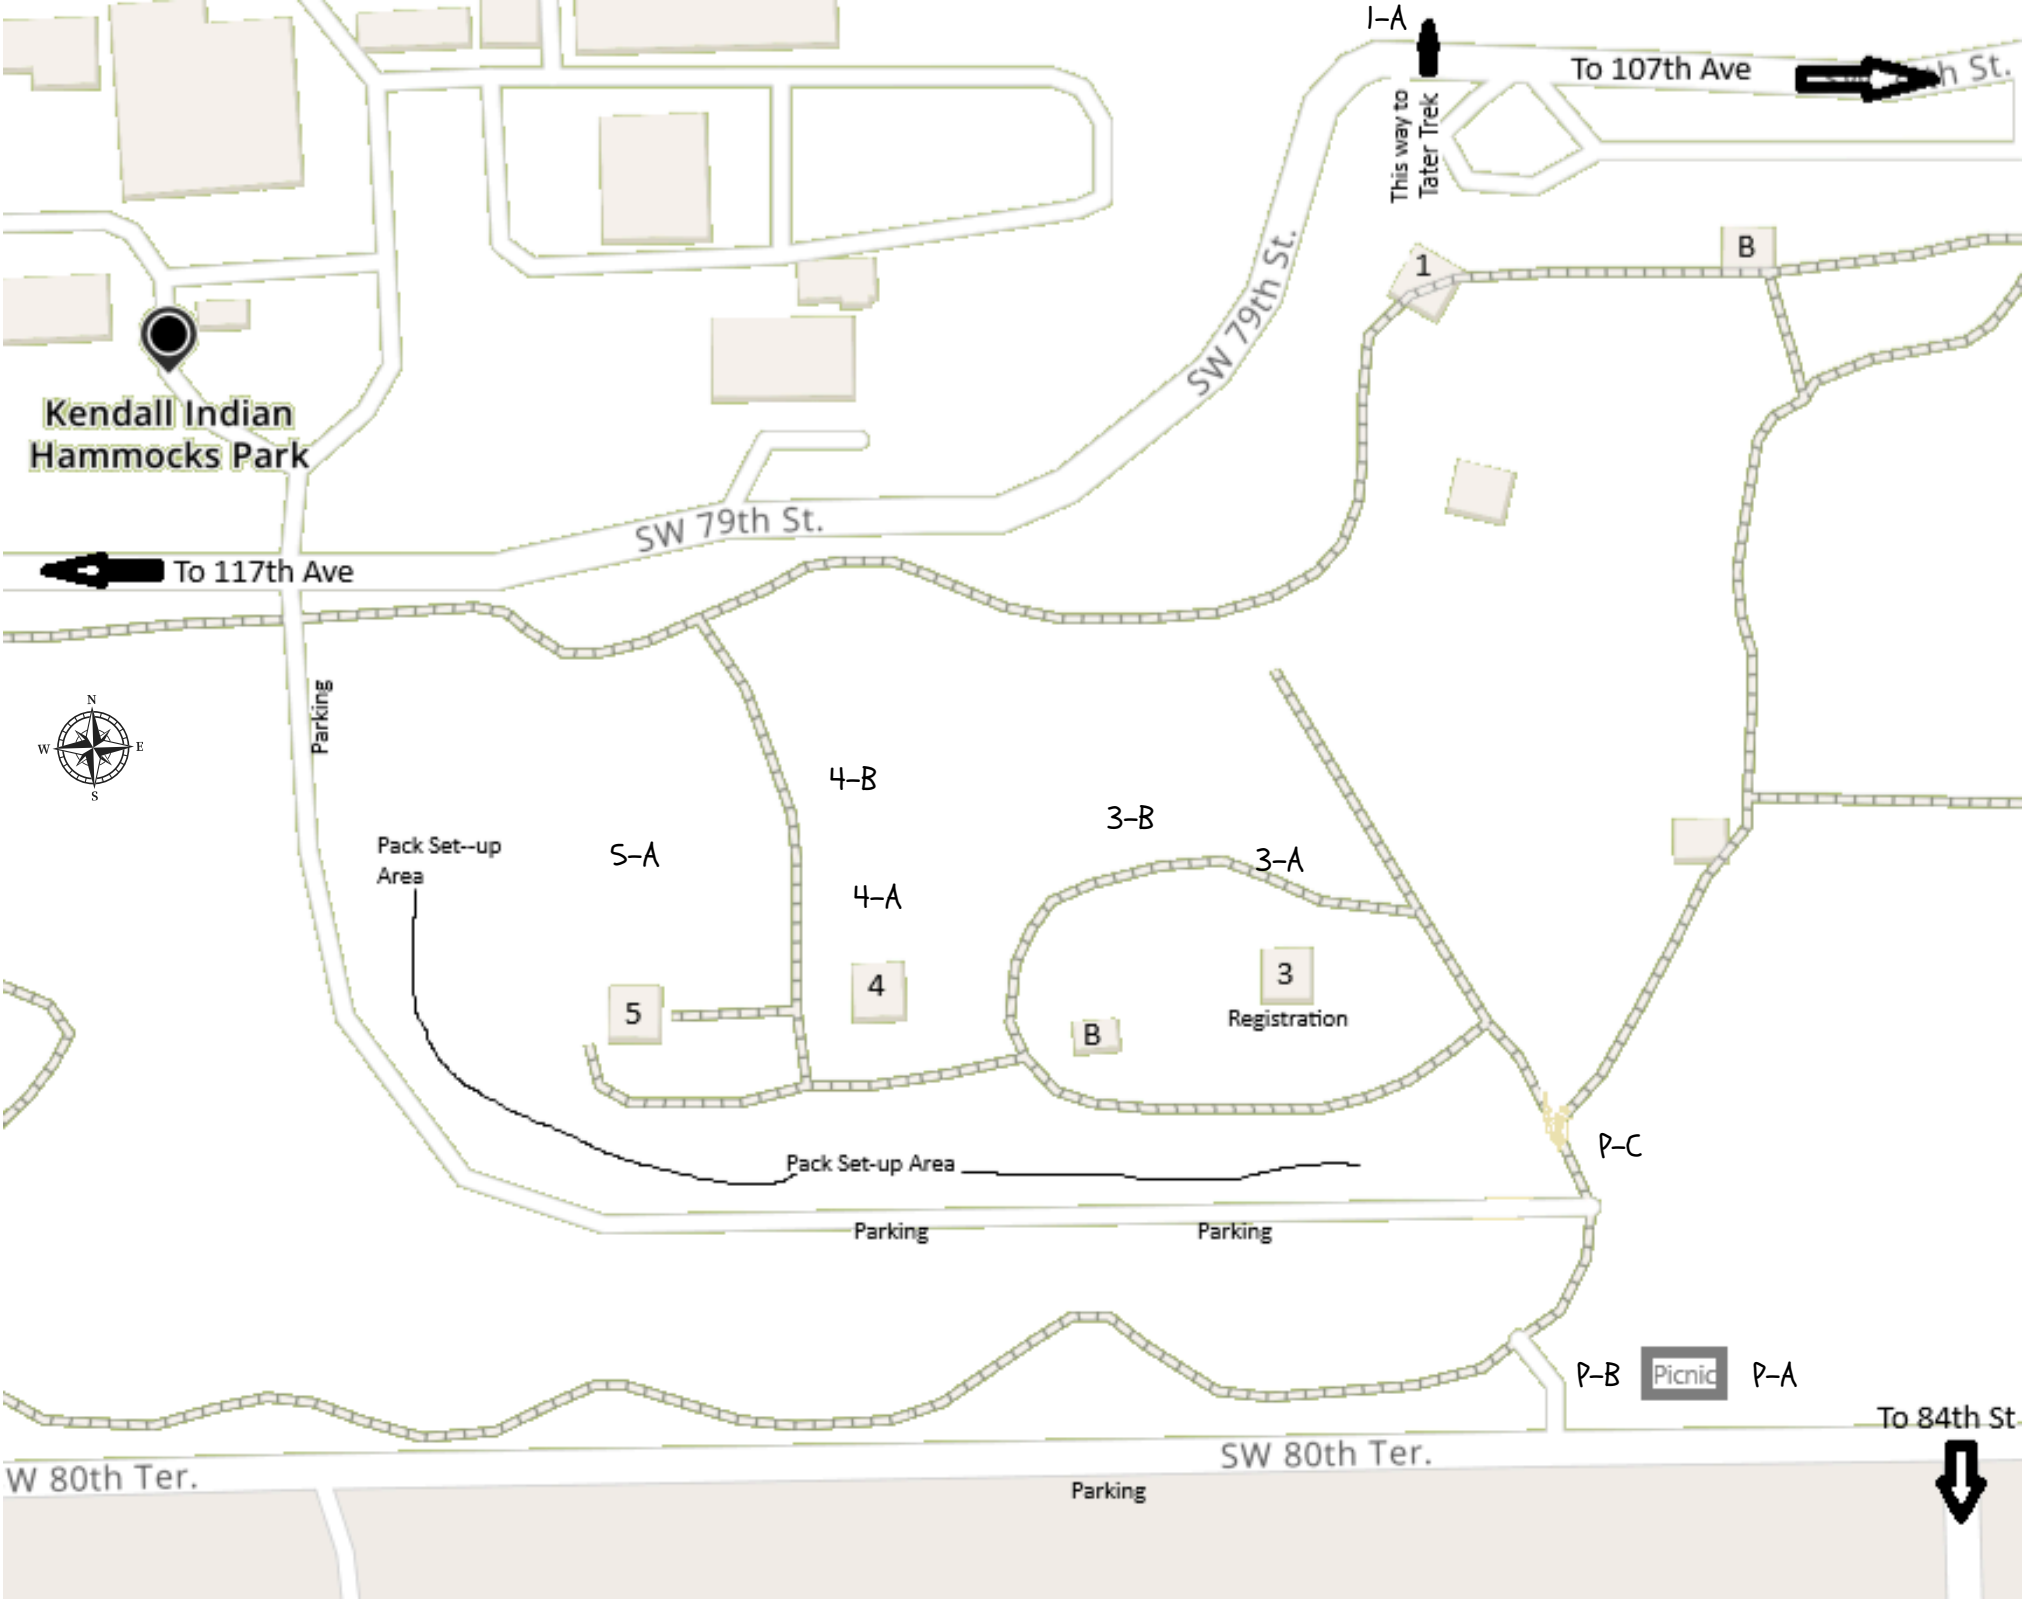 1-A
To 107th Ave
h St.
This way to
Tater Trek
B
1
SW 79th St.
Kendall Indian
Hammocks Park
SW 79th St.
To 117th Ave
Parking
N
W
E
S
4-B
3-B
Pack Set--up
Area
5-A
3-A
4-A
3
4
5
Registration
B
P-C
Pack Set-up Area
Parking
Parking
P-B
Picnic
P-A
To 84th St
SW 80th Ter.
W 80th Ter.
Parking